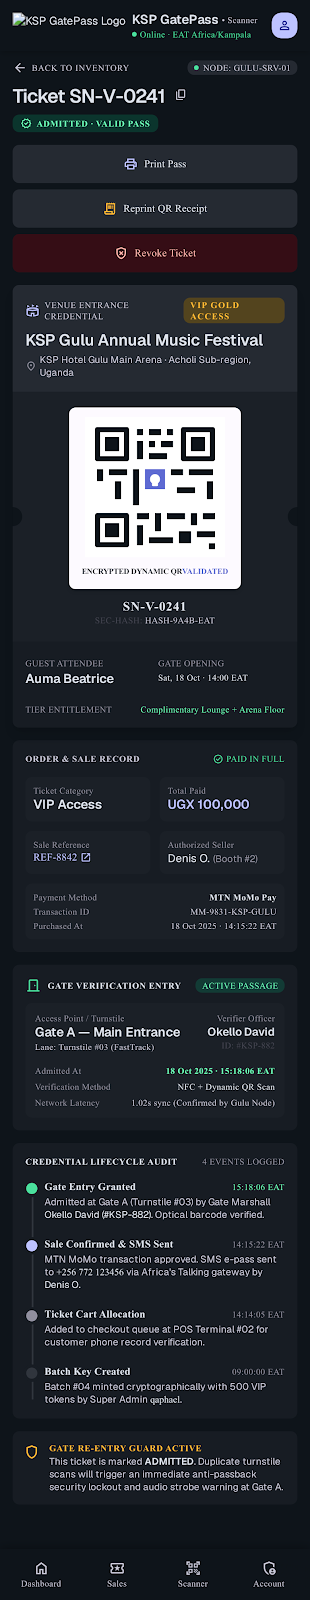 KSP GatePass Logo KSP GatePass • Scanner
Online · EAT Africa/Kampala
BACK TO INVENTORY NODE: GULU-SRV-01
Ticket SN-V-0241
ADMITTED · VALID PASS
Print Pass
Reprint QR Receipt
Revoke Ticket
VENUE ENTRANCE CREDENTIAL
VIP GOLD ACCESS
KSP Gulu Annual Music Festival
KSP Hotel Gulu Main Arena · Acholi Sub-region,
Uganda
ENCRYPTED DYNAMIC QRVALIDATED
SN-V-0241
SEC-HASH: HASH-9A4B-EAT
GUEST ATTENDEE GATE OPENING
Auma Beatrice Sat, 18 Oct · 14:00 EAT
TIER ENTITLEMENT Complimentary Lounge + Arena Floor
ORDER & SALE RECORD PAID IN FULL
Ticket Category Total Paid
VIP Access UGX 100,000
Sale Reference Authorized Seller
REF-8842 Denis O. (Booth #2)
Payment Method MTN MoMo Pay
Transaction ID MM-9831-KSP-GULU
Purchased At 18 Oct 2025 · 14:15:22 EAT
GATE VERIFICATION ENTRY ACTIVE PASSAGE
Access Point / Turnstile Verifier Officer
Gate A — Main Entrance Okello David
Lane: Turnstile #03 (FastTrack) ID: #KSP-882
Admitted At 18 Oct 2025 · 15:18:06 EAT
Verification Method NFC + Dynamic QR Scan
Network Latency 1.02s sync (Confirmed by Gulu Node)
CREDENTIAL LIFECYCLE AUDIT 4 EVENTS LOGGED
Gate Entry Granted 15:18:06 EAT
Admitted at Gate A (Turnstile #03) by Gate Marshall
Okello David (#KSP-882). Optical barcode verified.
Sale Confirmed & SMS Sent 14:15:22 EAT
MTN MoMo transaction approved. SMS e-pass sent
to +256 772 123456 via Africa's Talking gateway by
Denis O.
Ticket Cart Allocation 14:14:05 EAT
Added to checkout queue at POS Terminal #02 for
customer phone record verification.
Batch Key Created 09:00:00 EAT
Batch #04 minted cryptographically with 500 VIP
tokens by Super Admin qaphael.
GATE RE-ENTRY GUARD ACTIVE
This ticket is marked ADMITTED. Duplicate turnstile
scans will trigger an immediate anti-passback
security lockout and audio strobe warning at Gate A.
Dashboard Sales Scanner Account